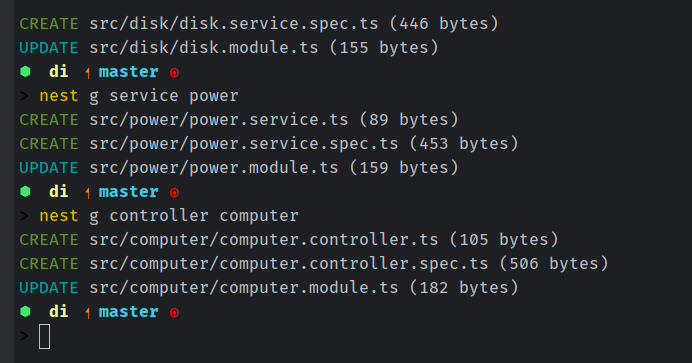 CREATE src/disk/disk.service.spec.ts (446 bytes)
UPDATE src/disk/disk.module.ts (155 bytes)
di master
> nest g service power
CREATE src/power/power.service.ts (89 bytes)
CREATE src/power/power.service.spec.ts (453 bytes)
UPDATE src/power/power.module.ts (159 bytes)
di master
> nest g controller computer
CREATE src/computer/computer.controller.ts (105 bytes)
CREATE src/computer/computer.controller.spec.ts (506 bytes)
UPDATE src/computer/computer.module.ts (182 bytes)
di master
>